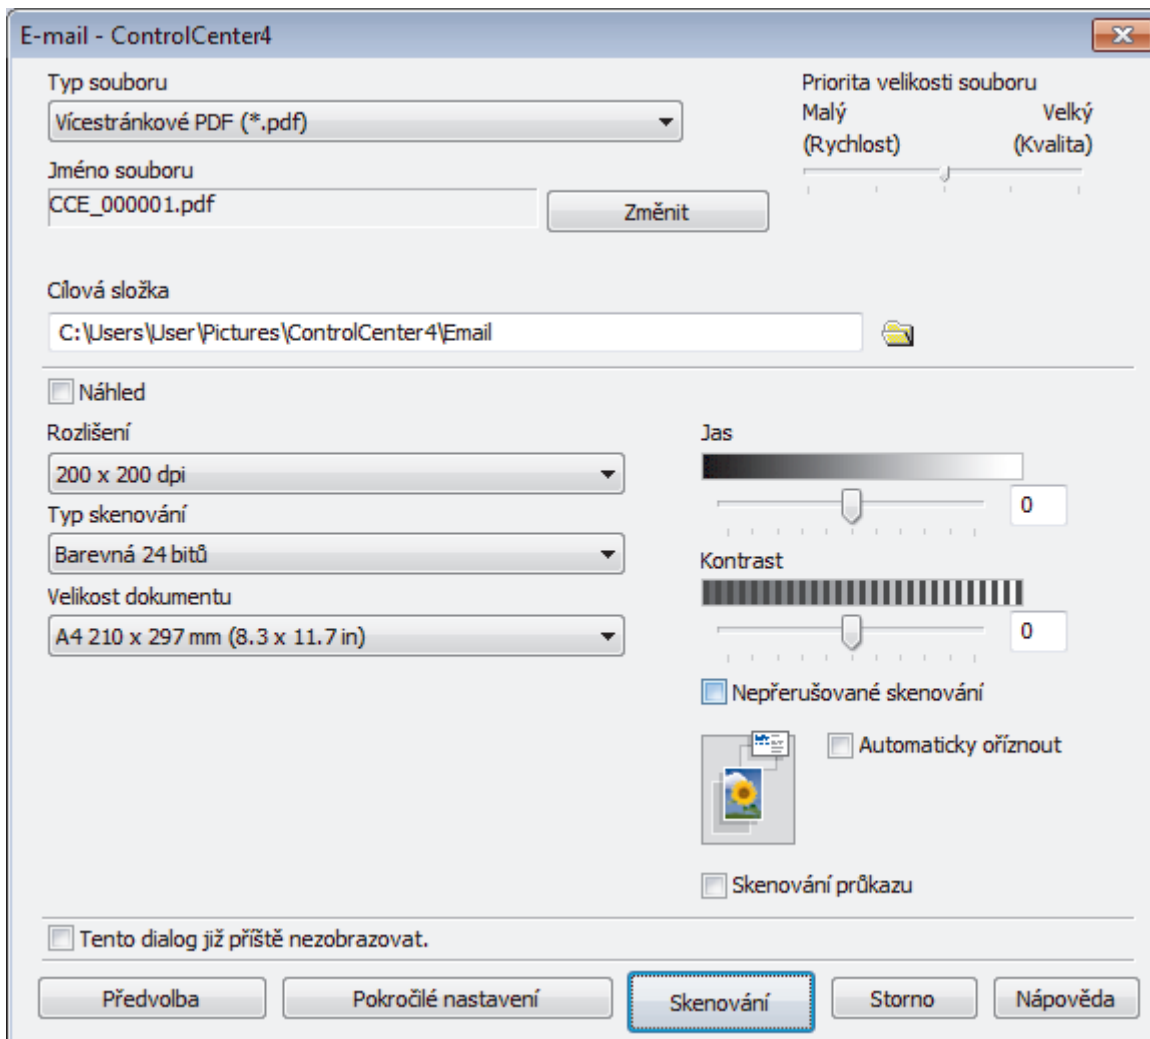 E-mail - ControlCenter4
Typ souboru
Vícestránkové PDF (*.pdf)
Priorita velikosti souboru
Malý Velký
(Rychlost) (Kvalita)
Jméno souboru
CCE_000001.pdf
Změnit
Cílová složka
C:\Users\User\Pictures\ControlCenter4\Email
Náhled
Rozlišení
200 x 200 dpi
Typ skenování
Barevná 24 bitů
Velikost dokumentu
A4 210 x 297 mm (8.3 x 11.7 in)
Jas
0
Kontrast
0
Nepřerušované skenování
Automaticky oříznout
Skenování průkazu
Tento dialog již příště nezobrazovat.
Předvolba Pokročilé nastavení Skenování Storno Nápověda